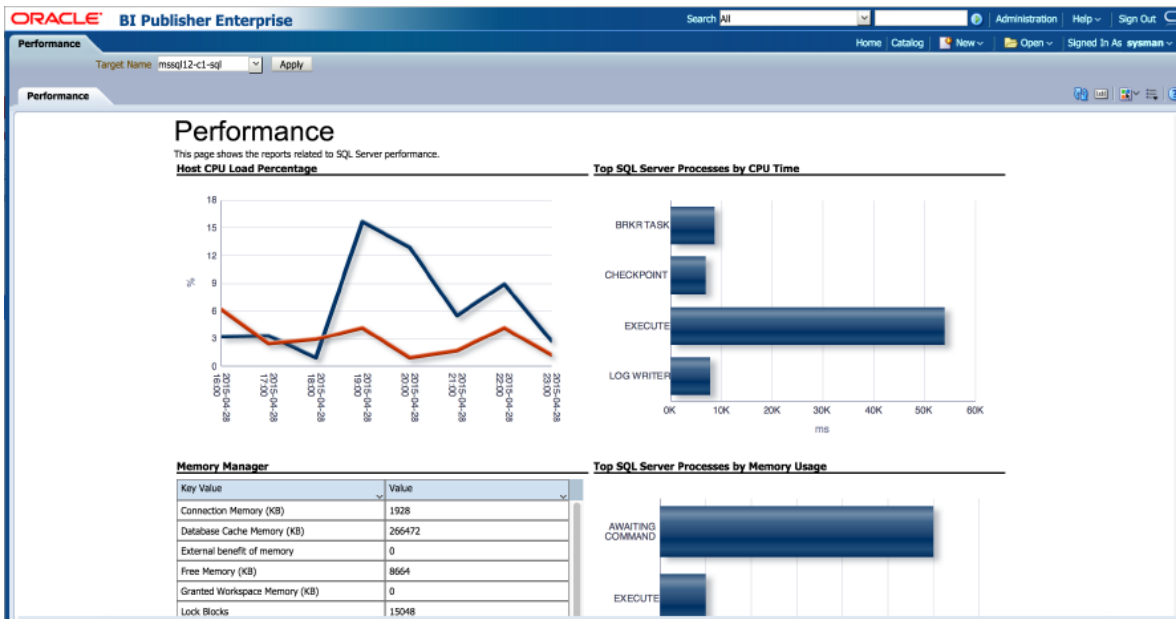 ORACLE BI Publisher Enterprise
Search All
Administration Help Sign Out
Performance
Home Catalog New Open Signed In As sysman
Target Name mssql12-c1-sql Apply
Performance
Performance
This page shows the reports related to SQL Server performance.
Host CPU Load Percentage
18
15
12
9
6
3
0
%
2015-04-28 16:00
2015-04-28 17:00
2015-04-28 18:00
2015-04-28 19:00
2015-04-28 20:00
2015-04-28 21:00
2015-04-28 22:00
2015-04-28 23:00
Top SQL Server Processes by CPU Time
BRKR TASK
CHECKPOINT
EXECUTE
LOG WRITER
0K 10K 20K 30K 40K 50K 60K
ms
Memory Manager
Key Value Value
Connection Memory (KB) 1928
Database Cache Memory (KB) 266472
External benefit of memory 0
Free Memory (KB) 8664
Granted Workspace Memory (KB) 0
Lock Blocks 15048
Top SQL Server Processes by Memory Usage
AWAITING
COMMAND
EXECUTE